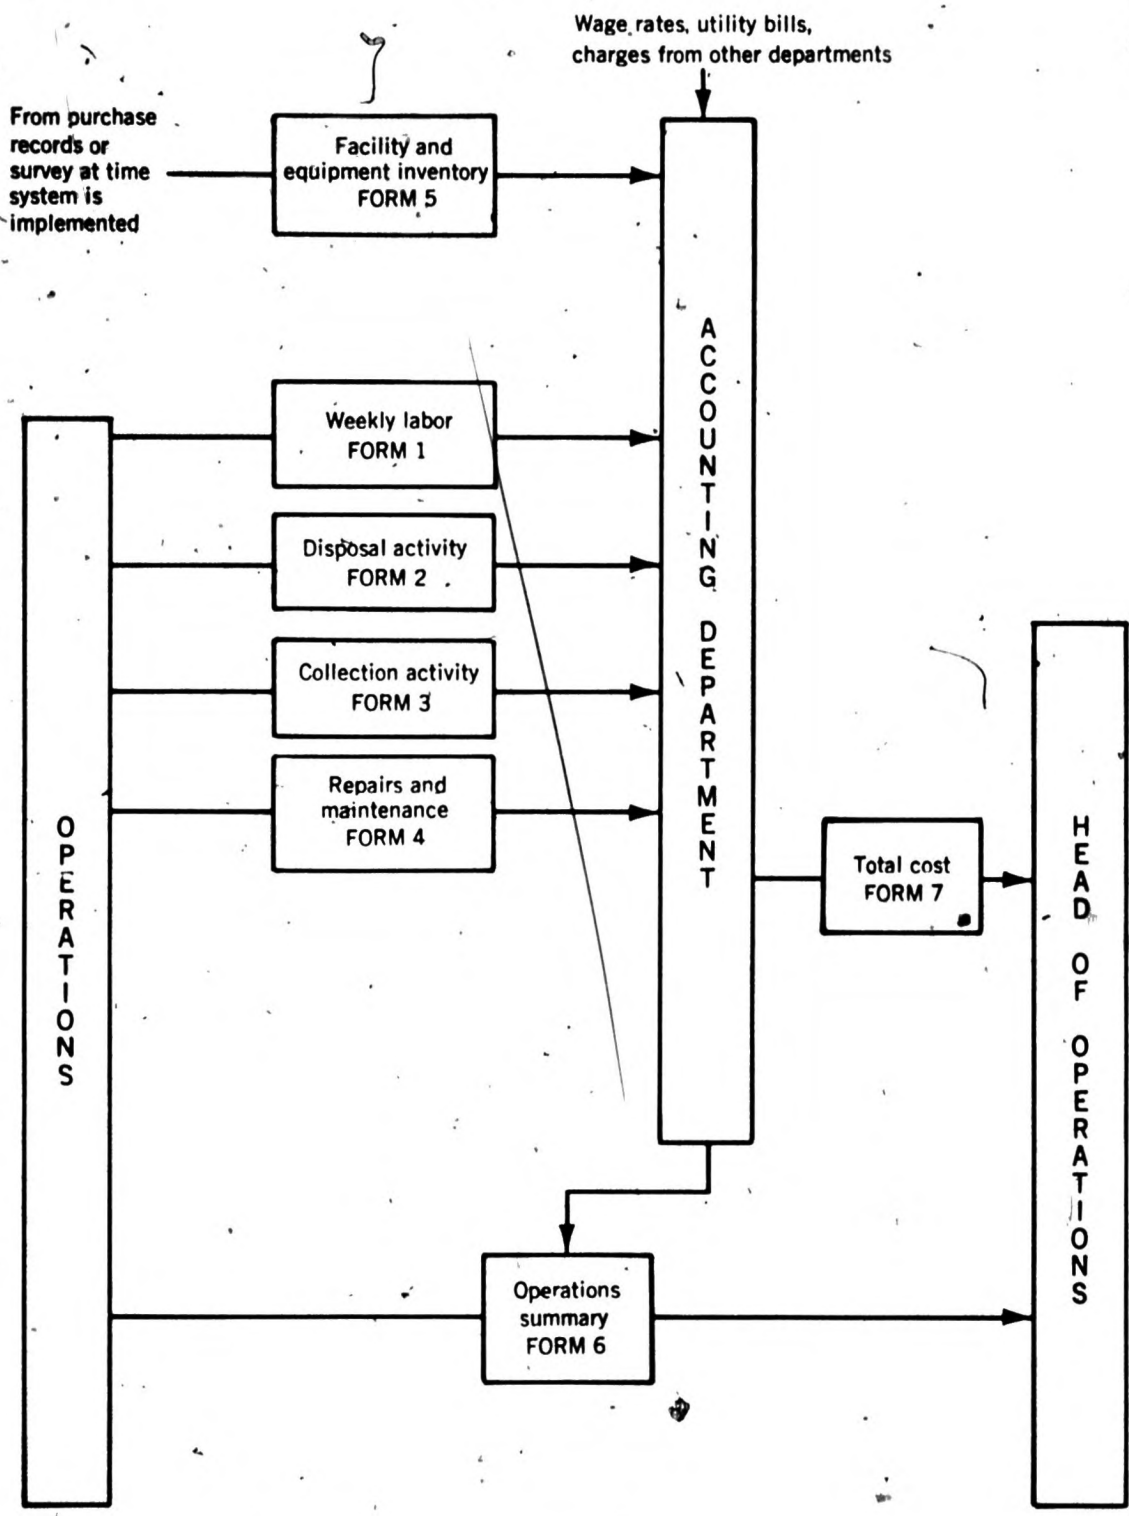 Wage rates, utility bills,
charges from other departments
From purchase
records or
survey at time
system is
implemented
Facility and
equipment inventory
FORM 5
ACCOUNTING DEPARTMENT
Weekly labor
FORM 1
Disposal activity
FORM 2
Collection activity
FORM 3
Repairs and
maintenance
FORM 4
OPERATIONS
Total cost
FORM 7
HEAD OF OPERATIONS
Operations
summary
FORM 6